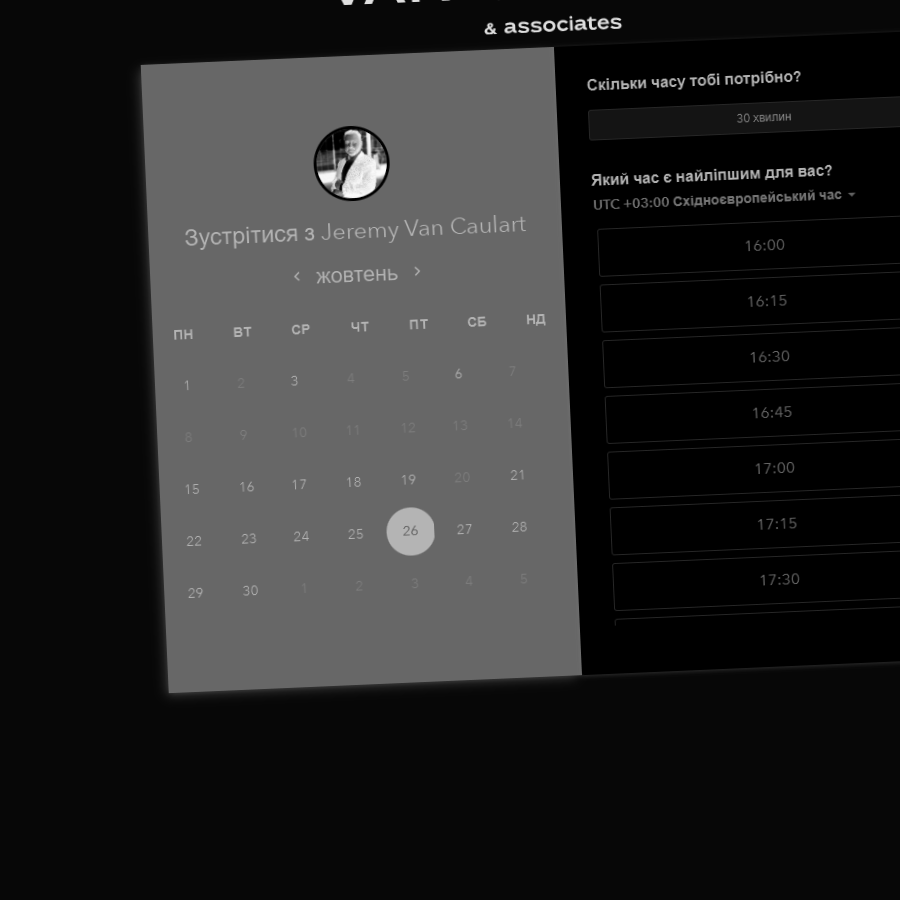 & associates
Зустрітися з Jeremy Van Caulart
жовтень
ПН ВТ СР ЧТ ПТ СБ НД
1 2 3 4 5 6 7
8 9 10 11 12 13 14
15 16 17 18 19 20 21
22 23 24 25 26 27 28
29 30 1 2 3 4 5
Скільки часу тобі потрібно?
30 хвилин
Який час є найліпшим для вас?
UTC +03:00 Східноєвропейський час
16:00
16:15
16:30
16:45
17:00
17:15
17:30